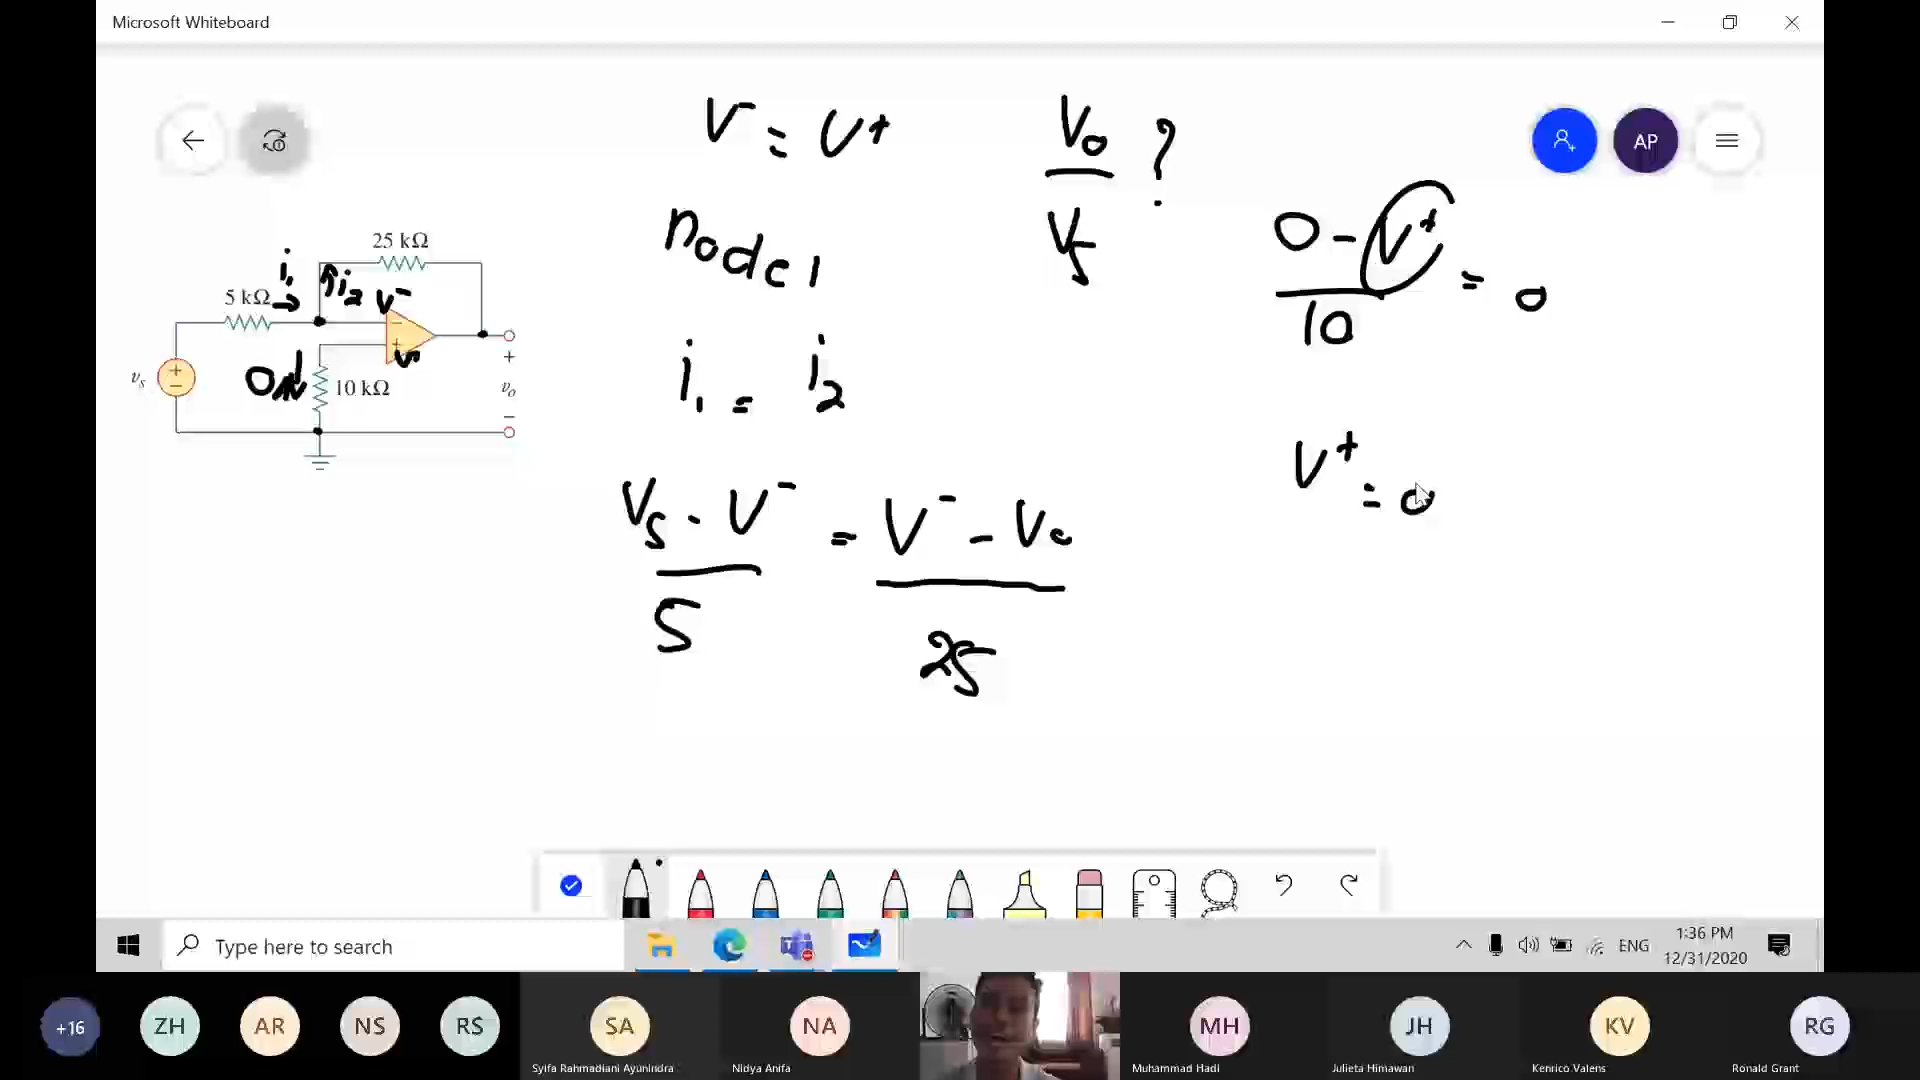 Microsoft Whiteboard
V⁻ = V⁺
Vo
Vs
?
node 1
i₁ = i₂
Vs - V⁻ = V⁻ - Vo
5
25
0 - V⁺ = 0
10
V⁺ = 0
AP
25 kΩ
i₁
i₂
V⁻
5 kΩ
10 kΩ
vs
+
−
+
vo
−
Type here to search
ENG
1:36 PM
12/31/2020
+16
ZH
AR
NS
RS
SA
Syifa Rahmadiani Ayunindra
NA
Nidya Anifa
MH
Muhammad Hadi
JH
Julieta Himawan
KV
Kenrico Valens
RG
Ronald Grant